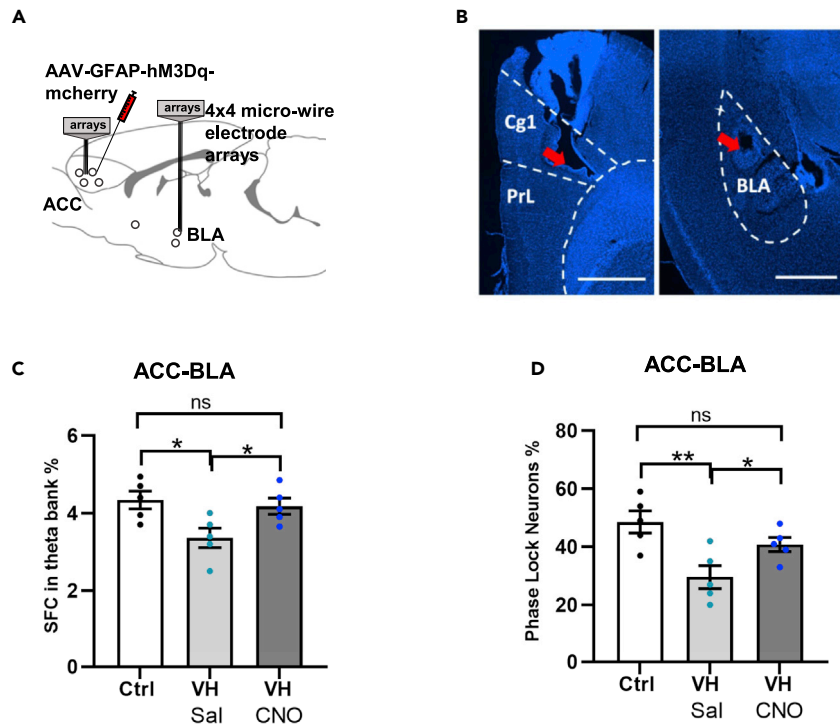 A
AAV-GFAP-hM3Dq-
mcherry
arrays
arrays
4x4 micro-wire
electrode
arrays
ACC
BLA
B
Cg1
PrL
BLA
C
ACC-BLA
ns
*
*
SFC in theta bank %
6
4
2
0
Ctrl
VH
Sal
VH
CNO
D
ACC-BLA
ns
**
*
Phase Lock Neurons %
80
60
40
20
0
Ctrl
VH
Sal
VH
CNO